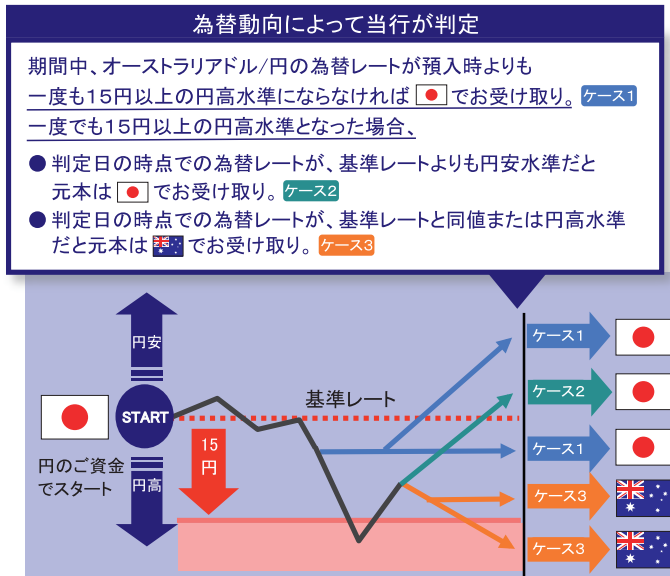 為替動向によって当行が判定
期間中、オーストラリアドル/円の為替レートが預入時よりも
一度も15円以上の円高水準にならなければ でお受け取り。 ケース1
一度でも15円以上の円高水準となった場合、
● 判定日の時点での為替レートが、基準レートよりも円安水準だと
元本は でお受け取り。 ケース2
● 判定日の時点での為替レートが、基準レートと同値または円高水準
だと元本は でお受け取り。 ケース3
円安
START
円高
円のご資金
でスタート
15
円
基準レート
ケース1
ケース2
ケース1
ケース3
ケース3